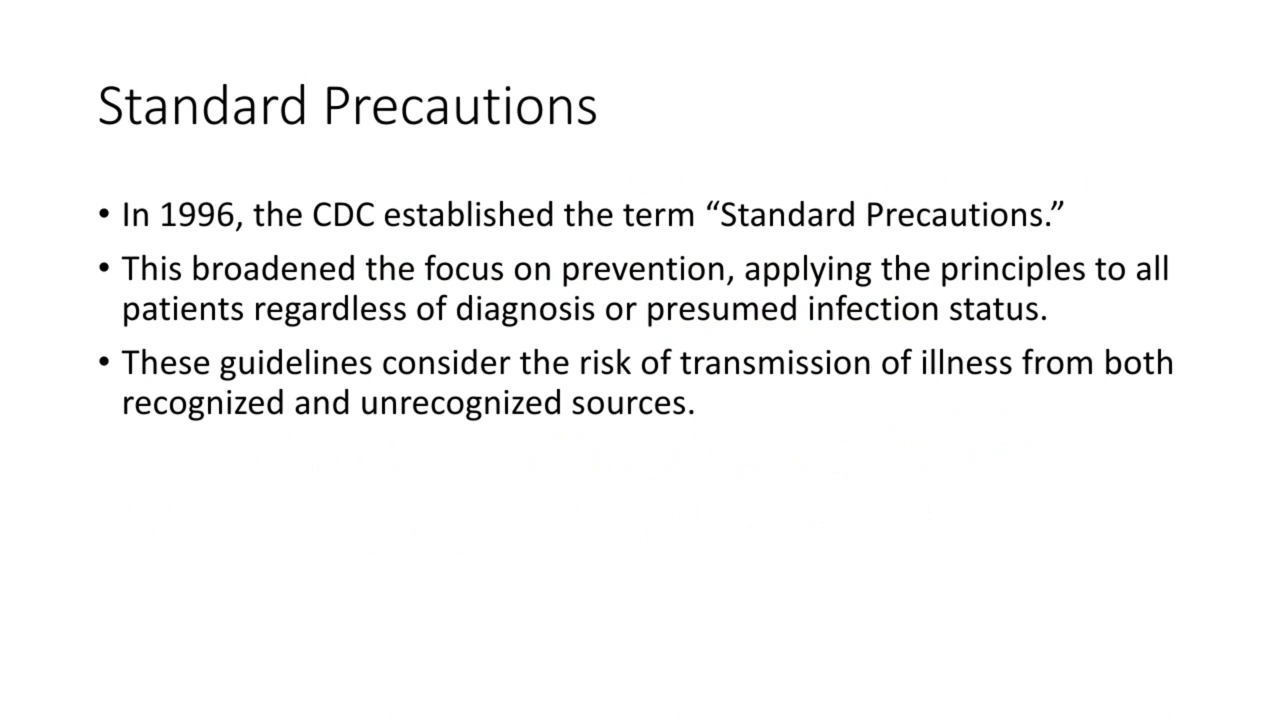 Standard Precautions
• In 1996, the CDC established the term “Standard Precautions.”
• This broadened the focus on prevention, applying the principles to all
patients regardless of diagnosis or presumed infection status.
• These guidelines consider the risk of transmission of illness from both
recognized and unrecognized sources.